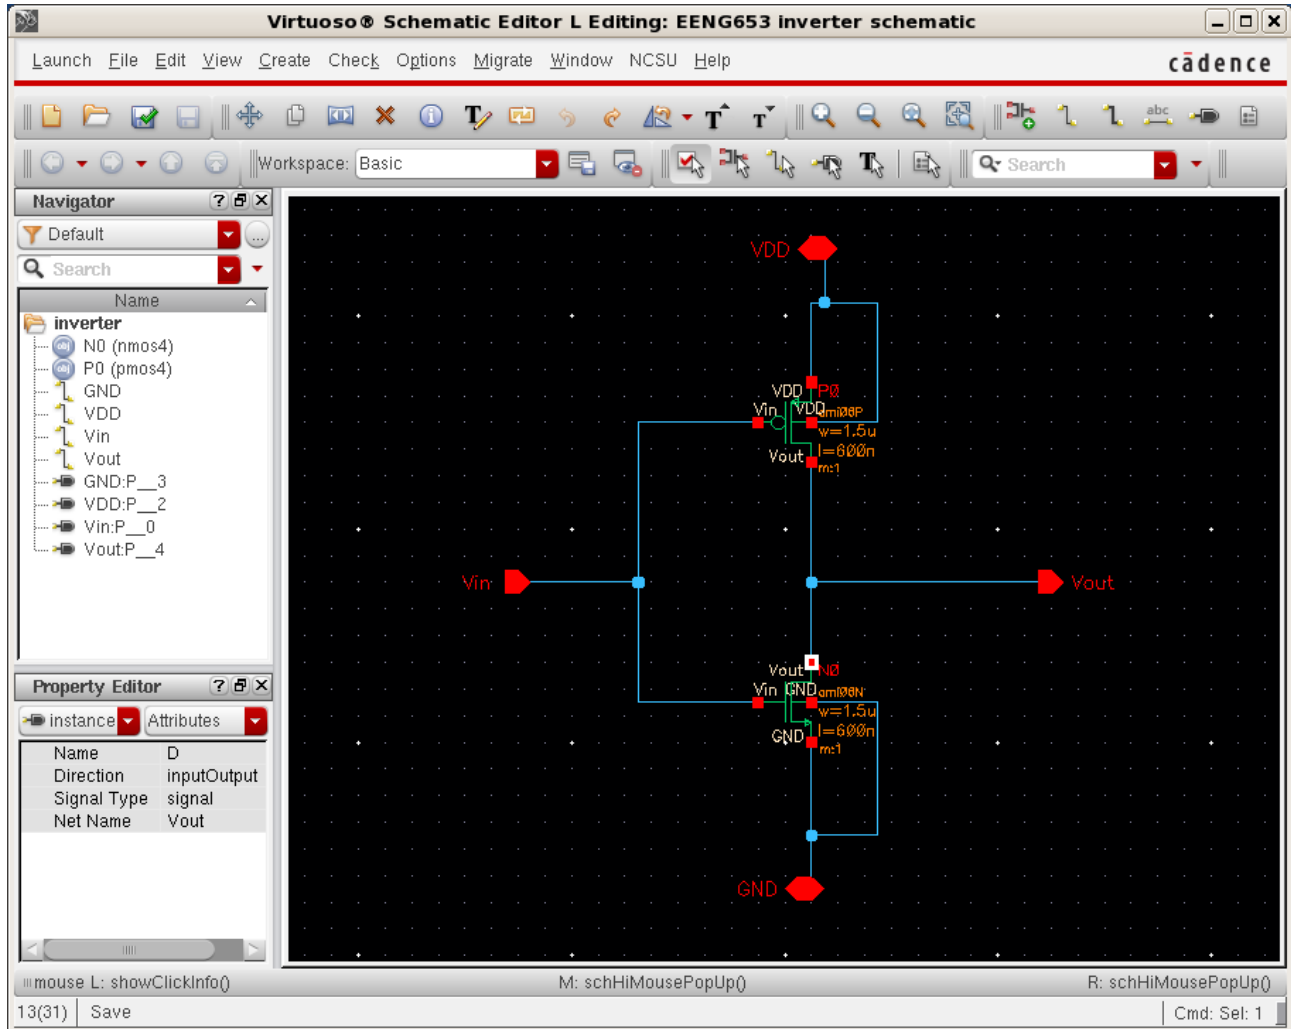 Virtuoso® Schematic Editor L Editing: EENG653 inverter schematic
Launch File Edit View Create Check Options Migrate Window NCSU Help
cādence
abc
Workspace: Basic
Search
Navigator
Default
Search
Name
inverter
N0 (nmos4)
P0 (pmos4)
GND
VDD
Vin
Vout
GND:P__3
VDD:P__2
Vin:P__0
Vout:P__4
Property Editor
instance Attributes
Name D
Direction inputOutput
Signal Type signal
Net Name Vout
VDD
VDD P0
Vin VDD ami06P
w=1.5u
Vout l=600n
m:1
Vin Vout
Vout N0
Vin GND ami06N
w=1.5u
GND l=600n
m:1
GND
mouse L: showClickInfo() M: schHiMousePopUp() R: schHiMousePopUp()
13(31) Save Cmd: Sel: 1